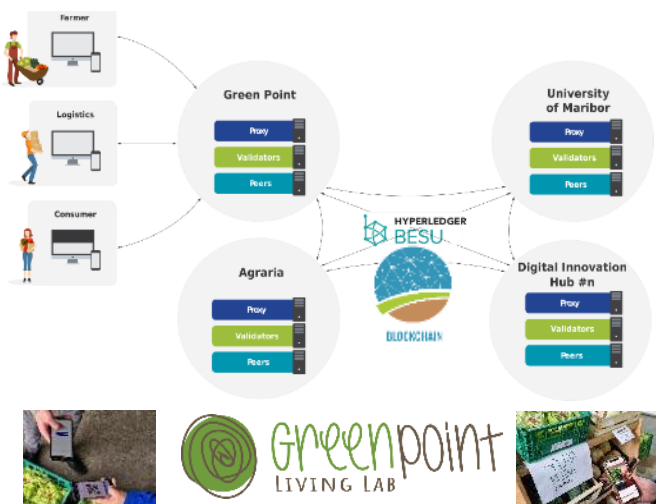 Farmer
Logistics
Consumer
Green Point
Proxy
Validators
Peers
University
of Maribor
Proxy
Validators
Peers
HYPERLEDGER
BESU
BLOCKCHAIN
Agraria
Proxy
Validators
Peers
Digital Innovation
Hub #n
Proxy
Validators
Peers
Greenpoint
LIVING LAB